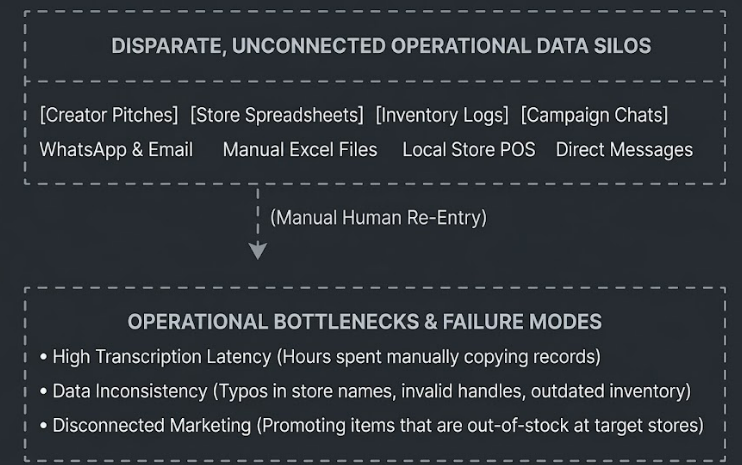 DISPARATE, UNCONNECTED OPERATIONAL DATA SILOS
[Creator Pitches] [Store Spreadsheets] [Inventory Logs] [Campaign Chats]
WhatsApp & Email Manual Excel Files Local Store POS Direct Messages
(Manual Human Re-Entry)
OPERATIONAL BOTTLENECKS & FAILURE MODES
• High Transcription Latency (Hours spent manually copying records)
• Data Inconsistency (Typos in store names, invalid handles, outdated inventory)
• Disconnected Marketing (Promoting items that are out-of-stock at target stores)